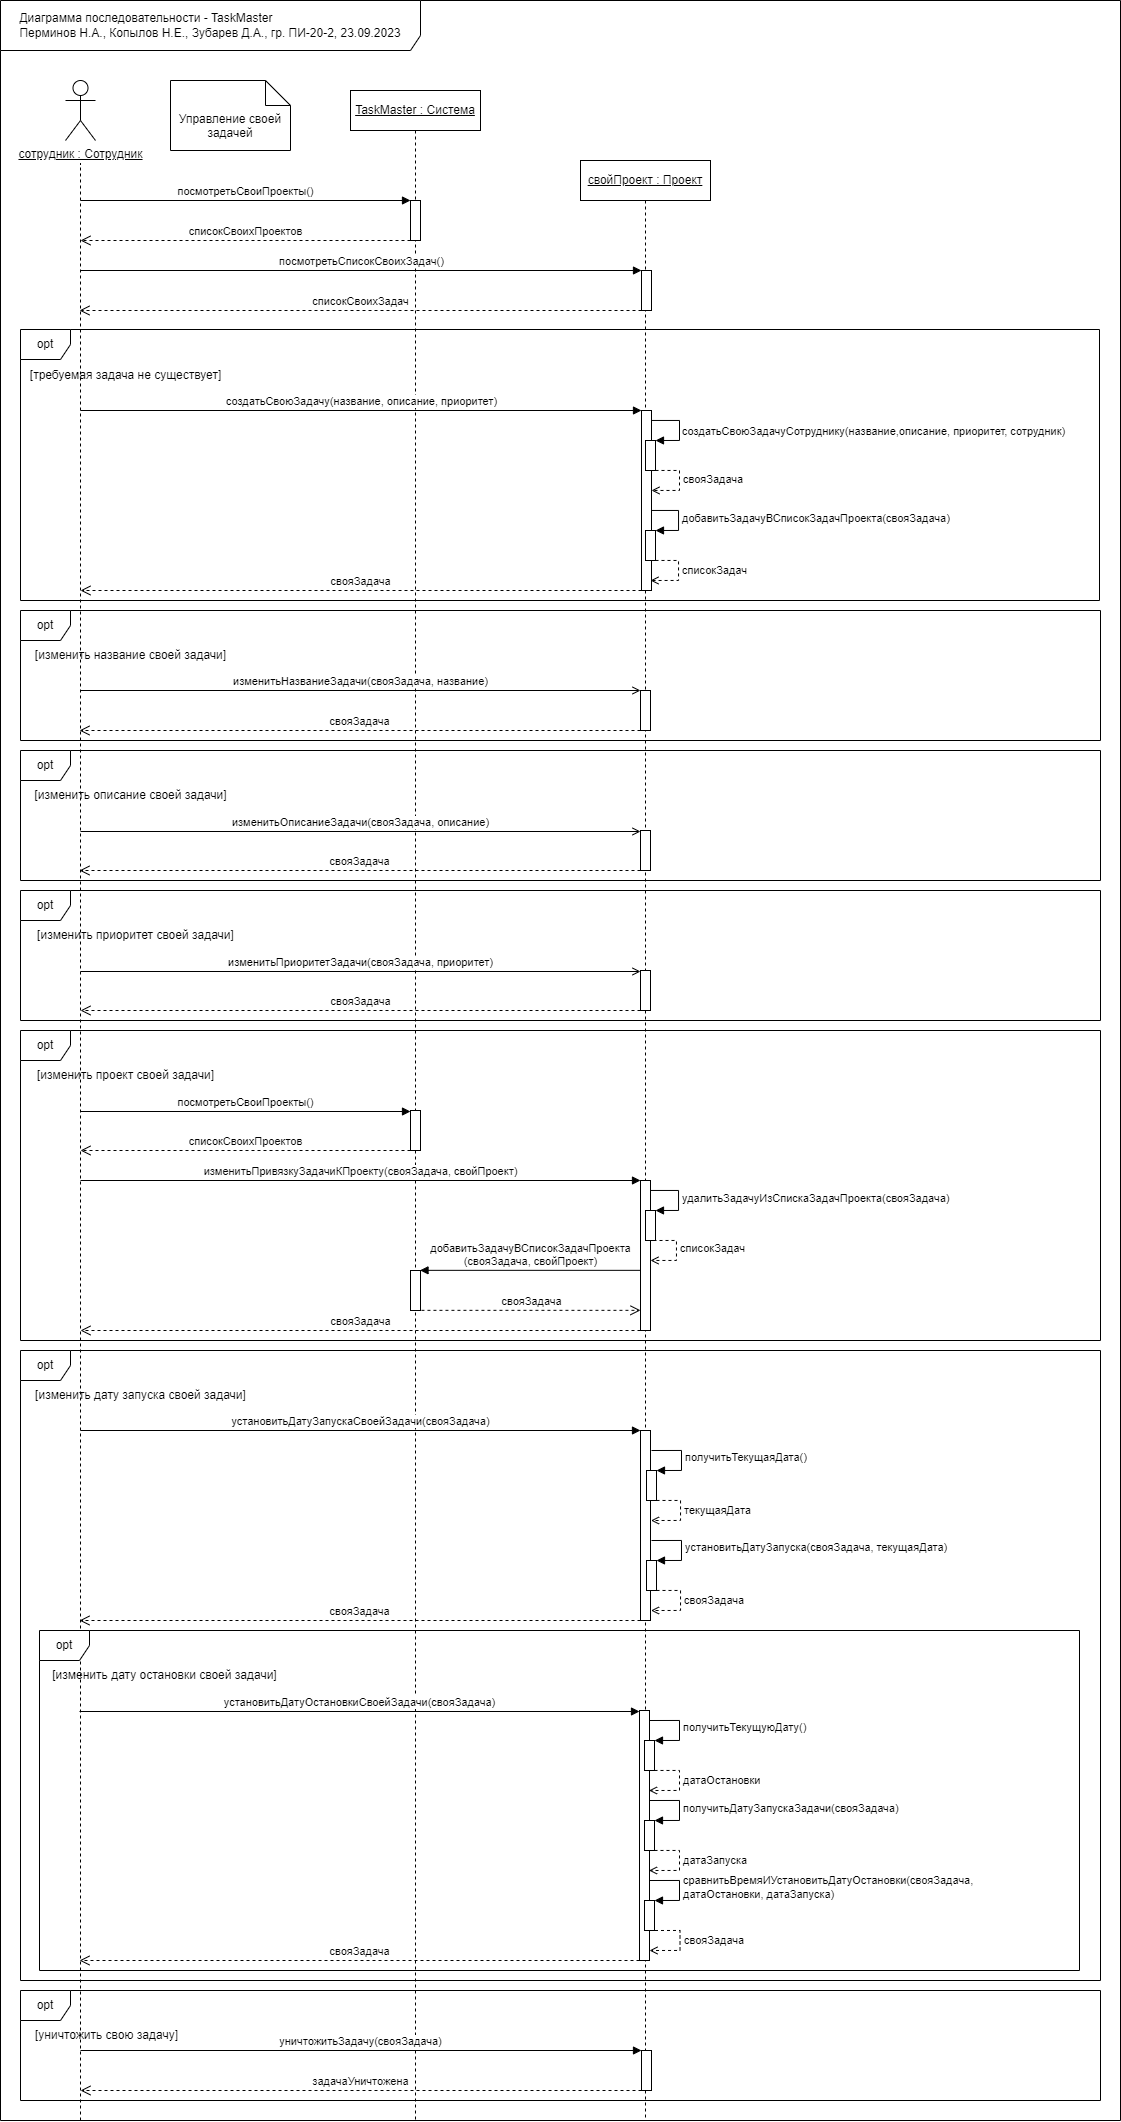 Диаграмма последовательности - TaskMaster
Перминов Н.А., Копылов Н.Е., Зубарев Д.А., гр. ПИ-20-2, 23.09.2023
Управление своей
задачей
TaskMaster : Система
сотрудник : Сотрудник
свойПроект : Проект
посмотретьСвоиПроекты()
списокСвоихПроектов
посмотретьСписокСвоихЗадач()
списокСвоихЗадач
opt
[требуемая задача не существует]
создатьСвоюЗадачу(название, описание, приоритет)
создатьСвоюЗадачуСотруднику(название,описание, приоритет, сотрудник)
свояЗадача
добавитьЗадачуВСписокЗадачПроекта(свояЗадача)
списокЗадач
свояЗадача
opt
[изменить название своей задачи]
изменитьНазваниеЗадачи(свояЗадача, название)
свояЗадача
opt
[изменить описание своей задачи]
изменитьОписаниеЗадачи(свояЗадача, описание)
свояЗадача
opt
[изменить приоритет своей задачи]
изменитьПриоритетЗадачи(свояЗадача, приоритет)
свояЗадача
opt
[изменить проект своей задачи]
посмотретьСвоиПроекты()
списокСвоихПроектов
изменитьПривязкуЗадачиКПроекту(свояЗадача, свойПроект)
удалитьЗадачуИзСпискаЗадачПроекта(свояЗадача)
добавитьЗадачуВСписокЗадачПроекта
(свояЗадача, свойПроект)
списокЗадач
свояЗадача
свояЗадача
opt
[изменить дату запуска своей задачи]
установитьДатуЗапускаСвоейЗадачи(свояЗадача)
получитьТекущаяДата()
текущаяДата
установитьДатуЗапуска(свояЗадача, текущаяДата)
свояЗадача
свояЗадача
opt
[изменить дату остановки своей задачи]
установитьДатуОстановкиСвоейЗадачи(свояЗадача)
получитьТекущуюДату()
датаОстановки
получитьДатуЗапускаЗадачи(свояЗадача)
датаЗапуска
сравнитьВремяИУстановитьДатуОстановки(свояЗадача,
датаОстановки, датаЗапуска)
свояЗадача
свояЗадача
opt
[уничтожить свою задачу]
уничтожитьЗадачу(свояЗадача)
задачаУничтожена